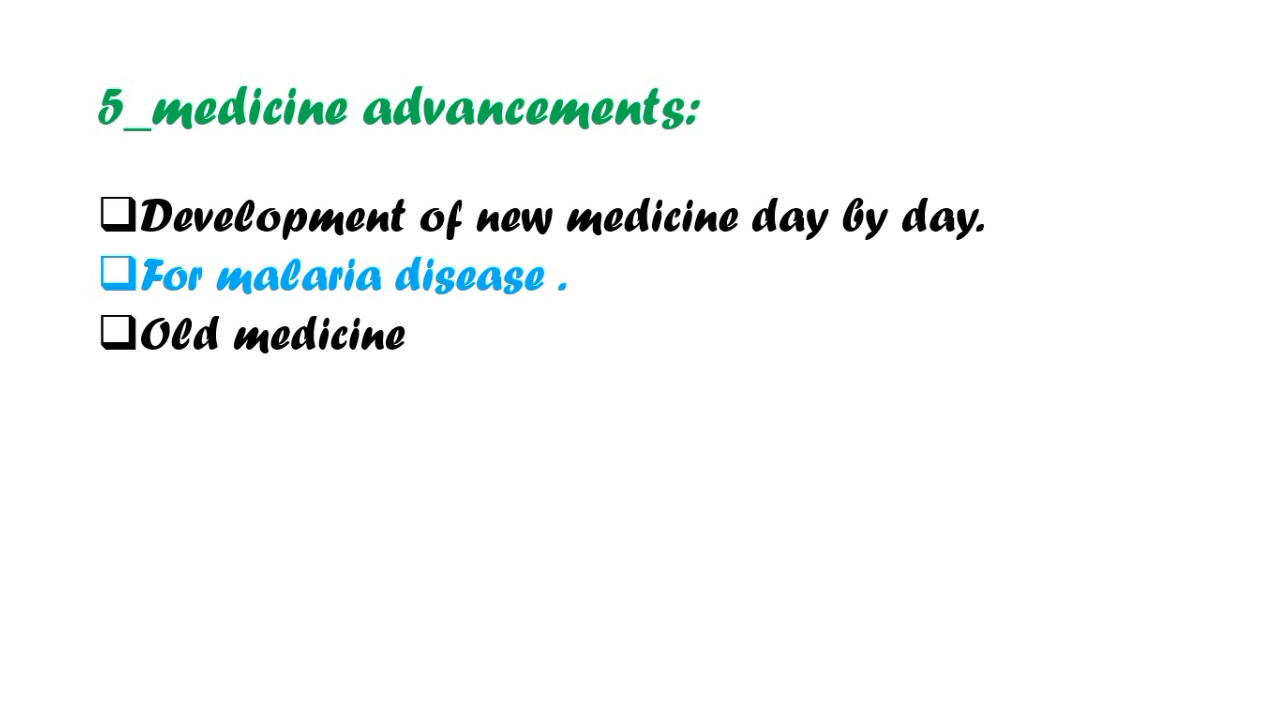 5_medicine advancements:
❑Development of new medicine day by day.
❑For malaria disease .
❑Old medicine